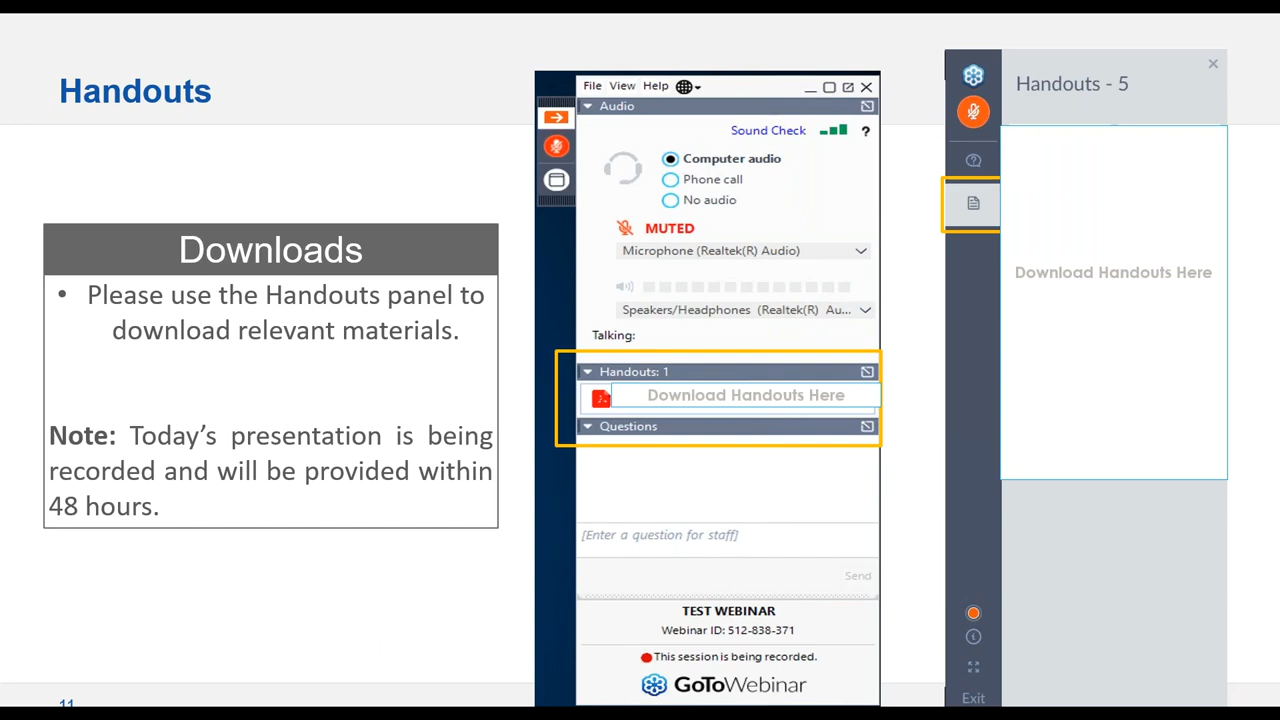 Handouts
Downloads
• Please use the Handouts panel to
download relevant materials.
Note: Today's presentation is being
recorded and will be provided within
48 hours.
11
File View Help
Audio
Sound Check ?
Computer audio
Phone call
No audio
MUTED
Microphone (Realtek(R) Audio)
Speakers/Headphones (Realtek(R) Au...
Talking:
Handouts: 1
Download Handouts Here
Questions
[Enter a question for staff]
Send
TEST WEBINAR
Webinar ID: 512-838-371
This session is being recorded.
GoToWebinar
Handouts - 5
Download Handouts Here
Exit